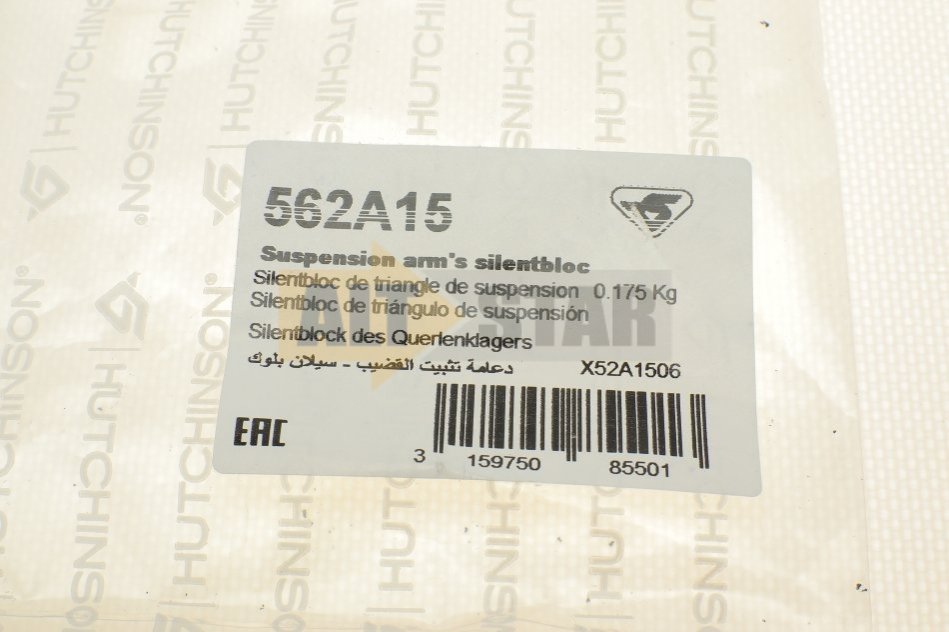 562A15
Suspension arm's silentbloc
Silentbloc de triangle de suspension 0.175 Kg
Silentbloc de triángulo de suspensión
Silentblock des Querlenklagers
دعامة تثبيت القضيب - سيلان بلوك X52A1506
EAC
3 159750 85501
HUTCHINSON
STAR